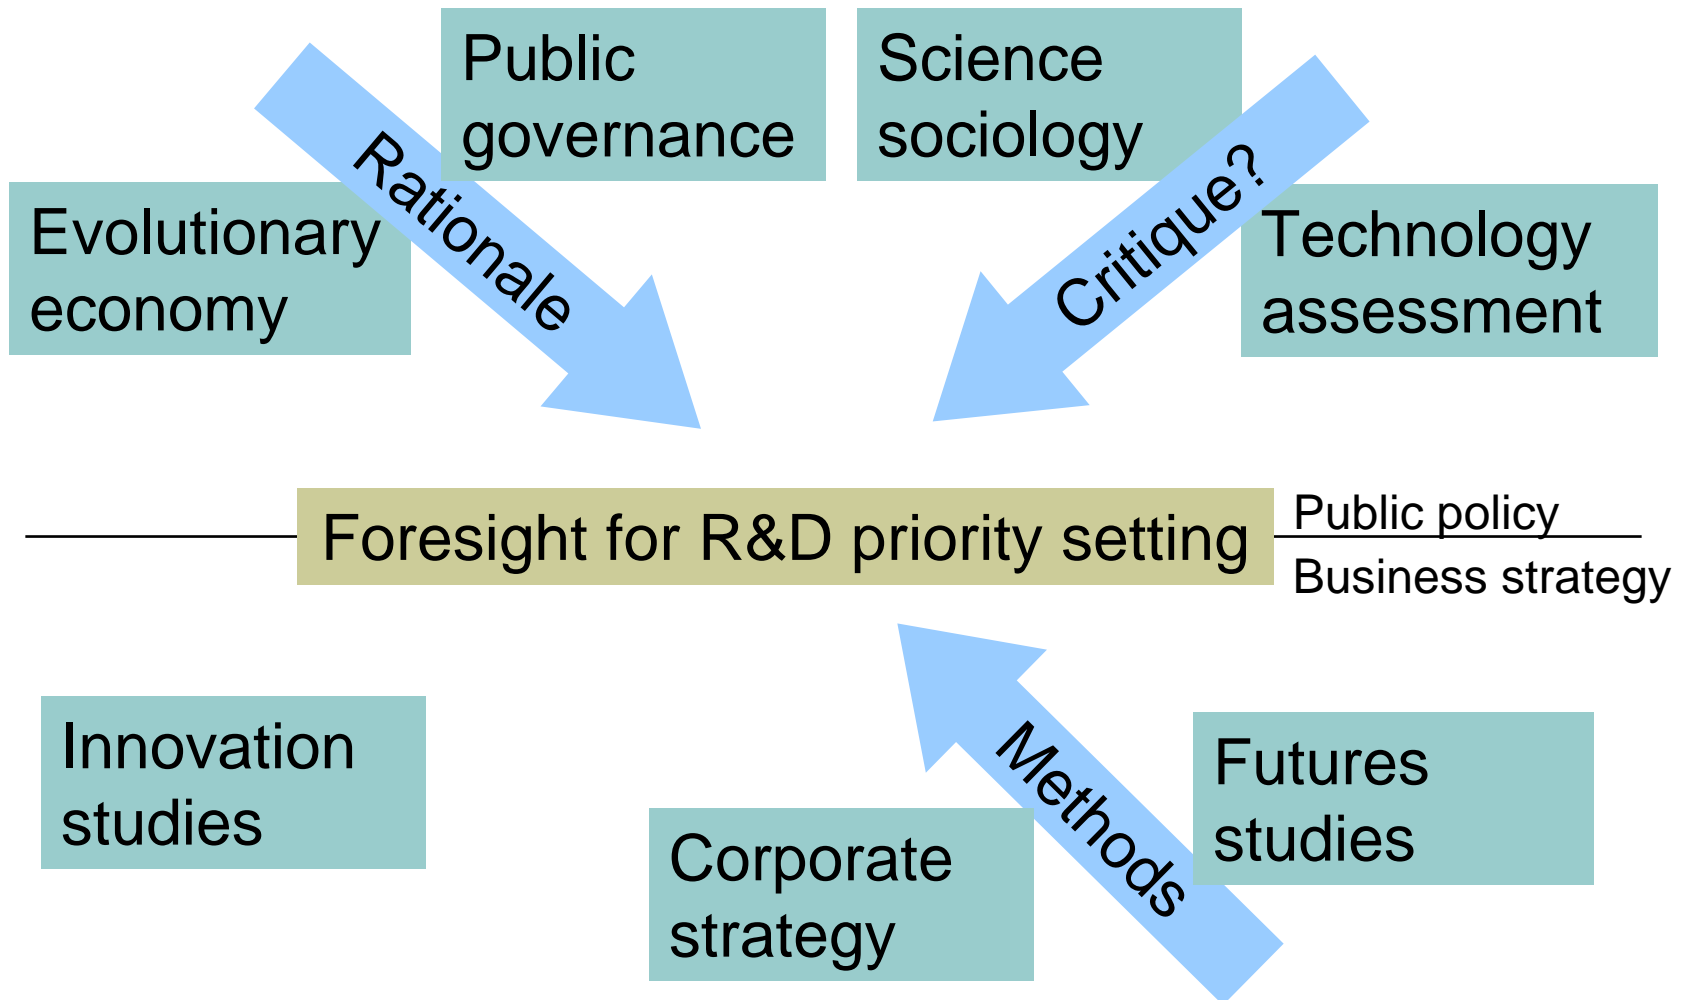 Public
governance
Science
sociology
Rationale
Critique?
Evolutionary
economy
Technology
assessment
Foresight for R&D priority setting
Public policy
Business strategy
Innovation
studies
Methods
Futures
studies
Corporate
strategy